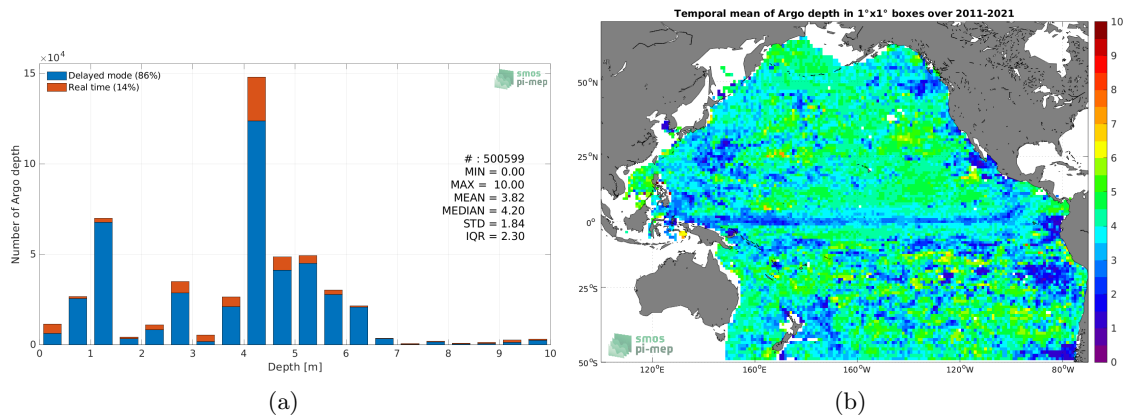 ×10⁴
15
10
5
0
Number of Argo depth
Delayed mode (86%)
Real time (14%)
smos
pi-mep
# : 500599
MIN = 0.00
MAX = 10.00
MEAN = 3.82
MEDIAN = 4.20
STD = 1.84
IQR = 2.30
0 1 2 3 4 5 6 7 8 9 10
Depth [m]
(a)
Temporal mean of Argo depth in 1°x1° boxes over 2011-2021
50°N
25°N
0°
25°S
50°S
120°E 160°E 160°W 120°W 80°W
smos
pi-mep
10
9
8
7
6
5
4
3
2
1
0
(b)